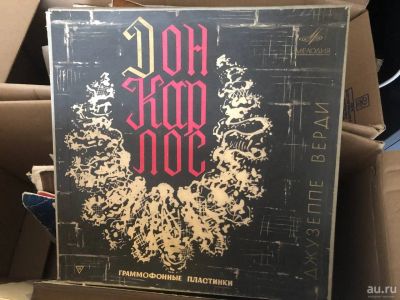 Дон
Кар
лос
МЕЛОДИЯ
ДЖУЗЕППЕ ВЕРДИ
ГРАММОФОННЫЕ ПЛАСТИНКИ
au.ru